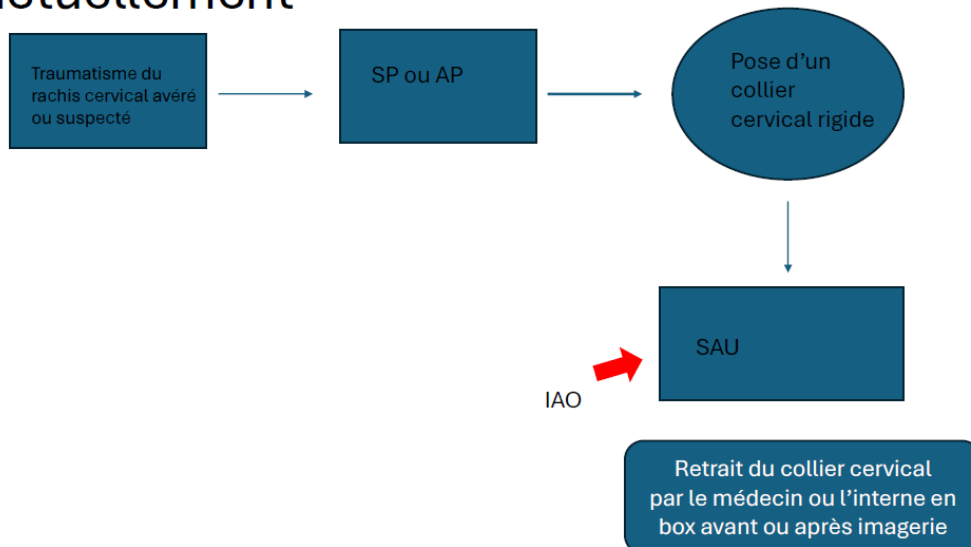 Traumatisme du
rachis cervical avéré
ou suspecté
SP ou AP
Pose d’un
collier
cervical rigide
SAU
IAO
Retrait du collier cervical
par le médecin ou l’interne en
box avant ou après imagerie